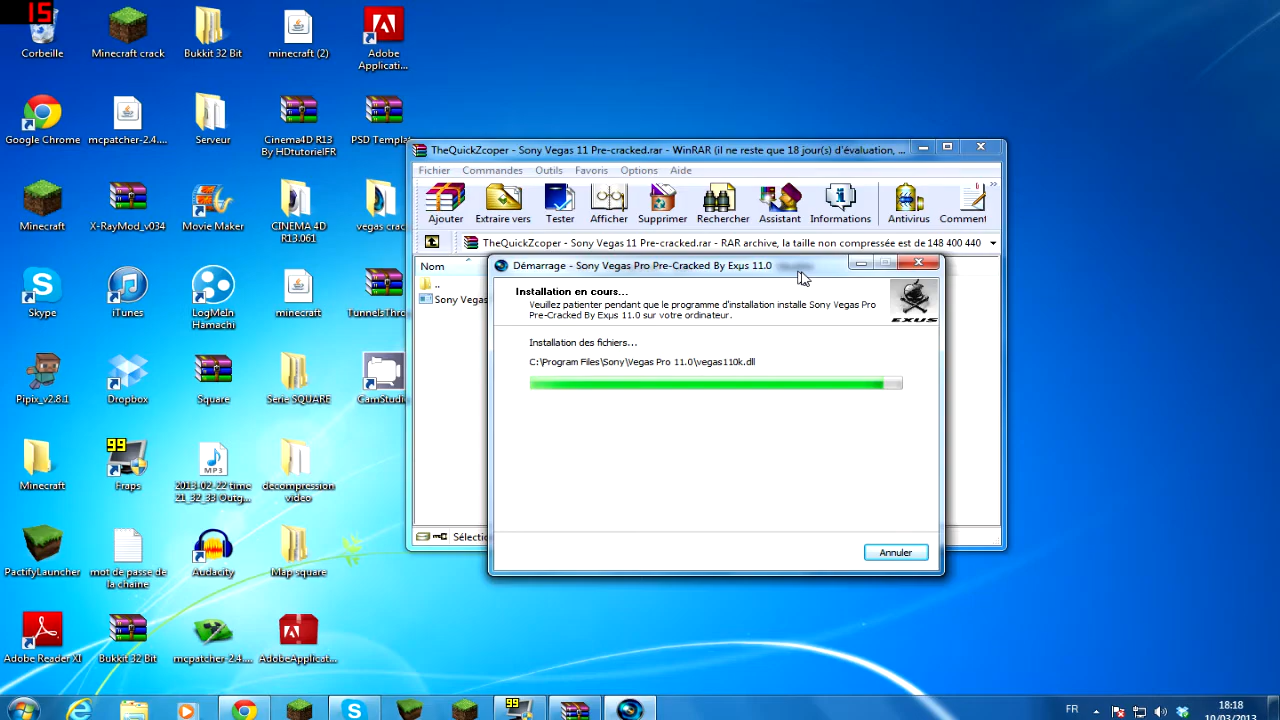 15
Corbeille
Minecraft crack
Bukkit 32 Bit
minecraft (2)
Adobe
Applicati...
Google Chrome
mcpatcher-2.4....
Serveur
Cinema4D R13
By HDtutorielFR
PSD Templat
Minecraft
X-RayMod_v034
Movie Maker
CINEMA 4D
R13.061
vegas crac
Skype
iTunes
LogMeIn
Hamachi
minecraft
TunnelsThro
Pipix_v2.8.1
Dropbox
Square
Serie SQUARE
CamStudio
Minecraft
99
Fraps
MP3
2013-02-22 time
21_32_33 Outg...
decompression
video
PactifyLauncher
mot de passe de
la chaine
Audacity
Map square
Adobe Reader XI
Bukkit 32 Bit
mcpatcher-2.4....
AdobeApplicat...
TheQuickZcoper - Sony Vegas 11 Pre-cracked.rar - WinRAR (il ne reste que 18 jour(s) d'évaluation, ...
Fichier Commandes Outils Favoris Options Aide
Ajouter Extraire vers Tester Afficher Supprimer Rechercher Assistant Informations Antivirus Comment
TheQuickZcoper - Sony Vegas 11 Pre-cracked.rar - RAR archive, la taille non compressée est de 148 400 440
Nom
..
Sony Vegas
Sélectio
Démarrage - Sony Vegas Pro Pre-Cracked By Exus 11.0
Installation en cours...
Veuillez patienter pendant que le programme d'installation installe Sony Vegas Pro
Pre-Cracked By Exus 11.0 sur votre ordinateur.
EXUS
Installation des fichiers...
C:\Program Files\Sony\Vegas Pro 11.0\vegas110k.dll
Annuler
99
FR
18:18
10/03/2013